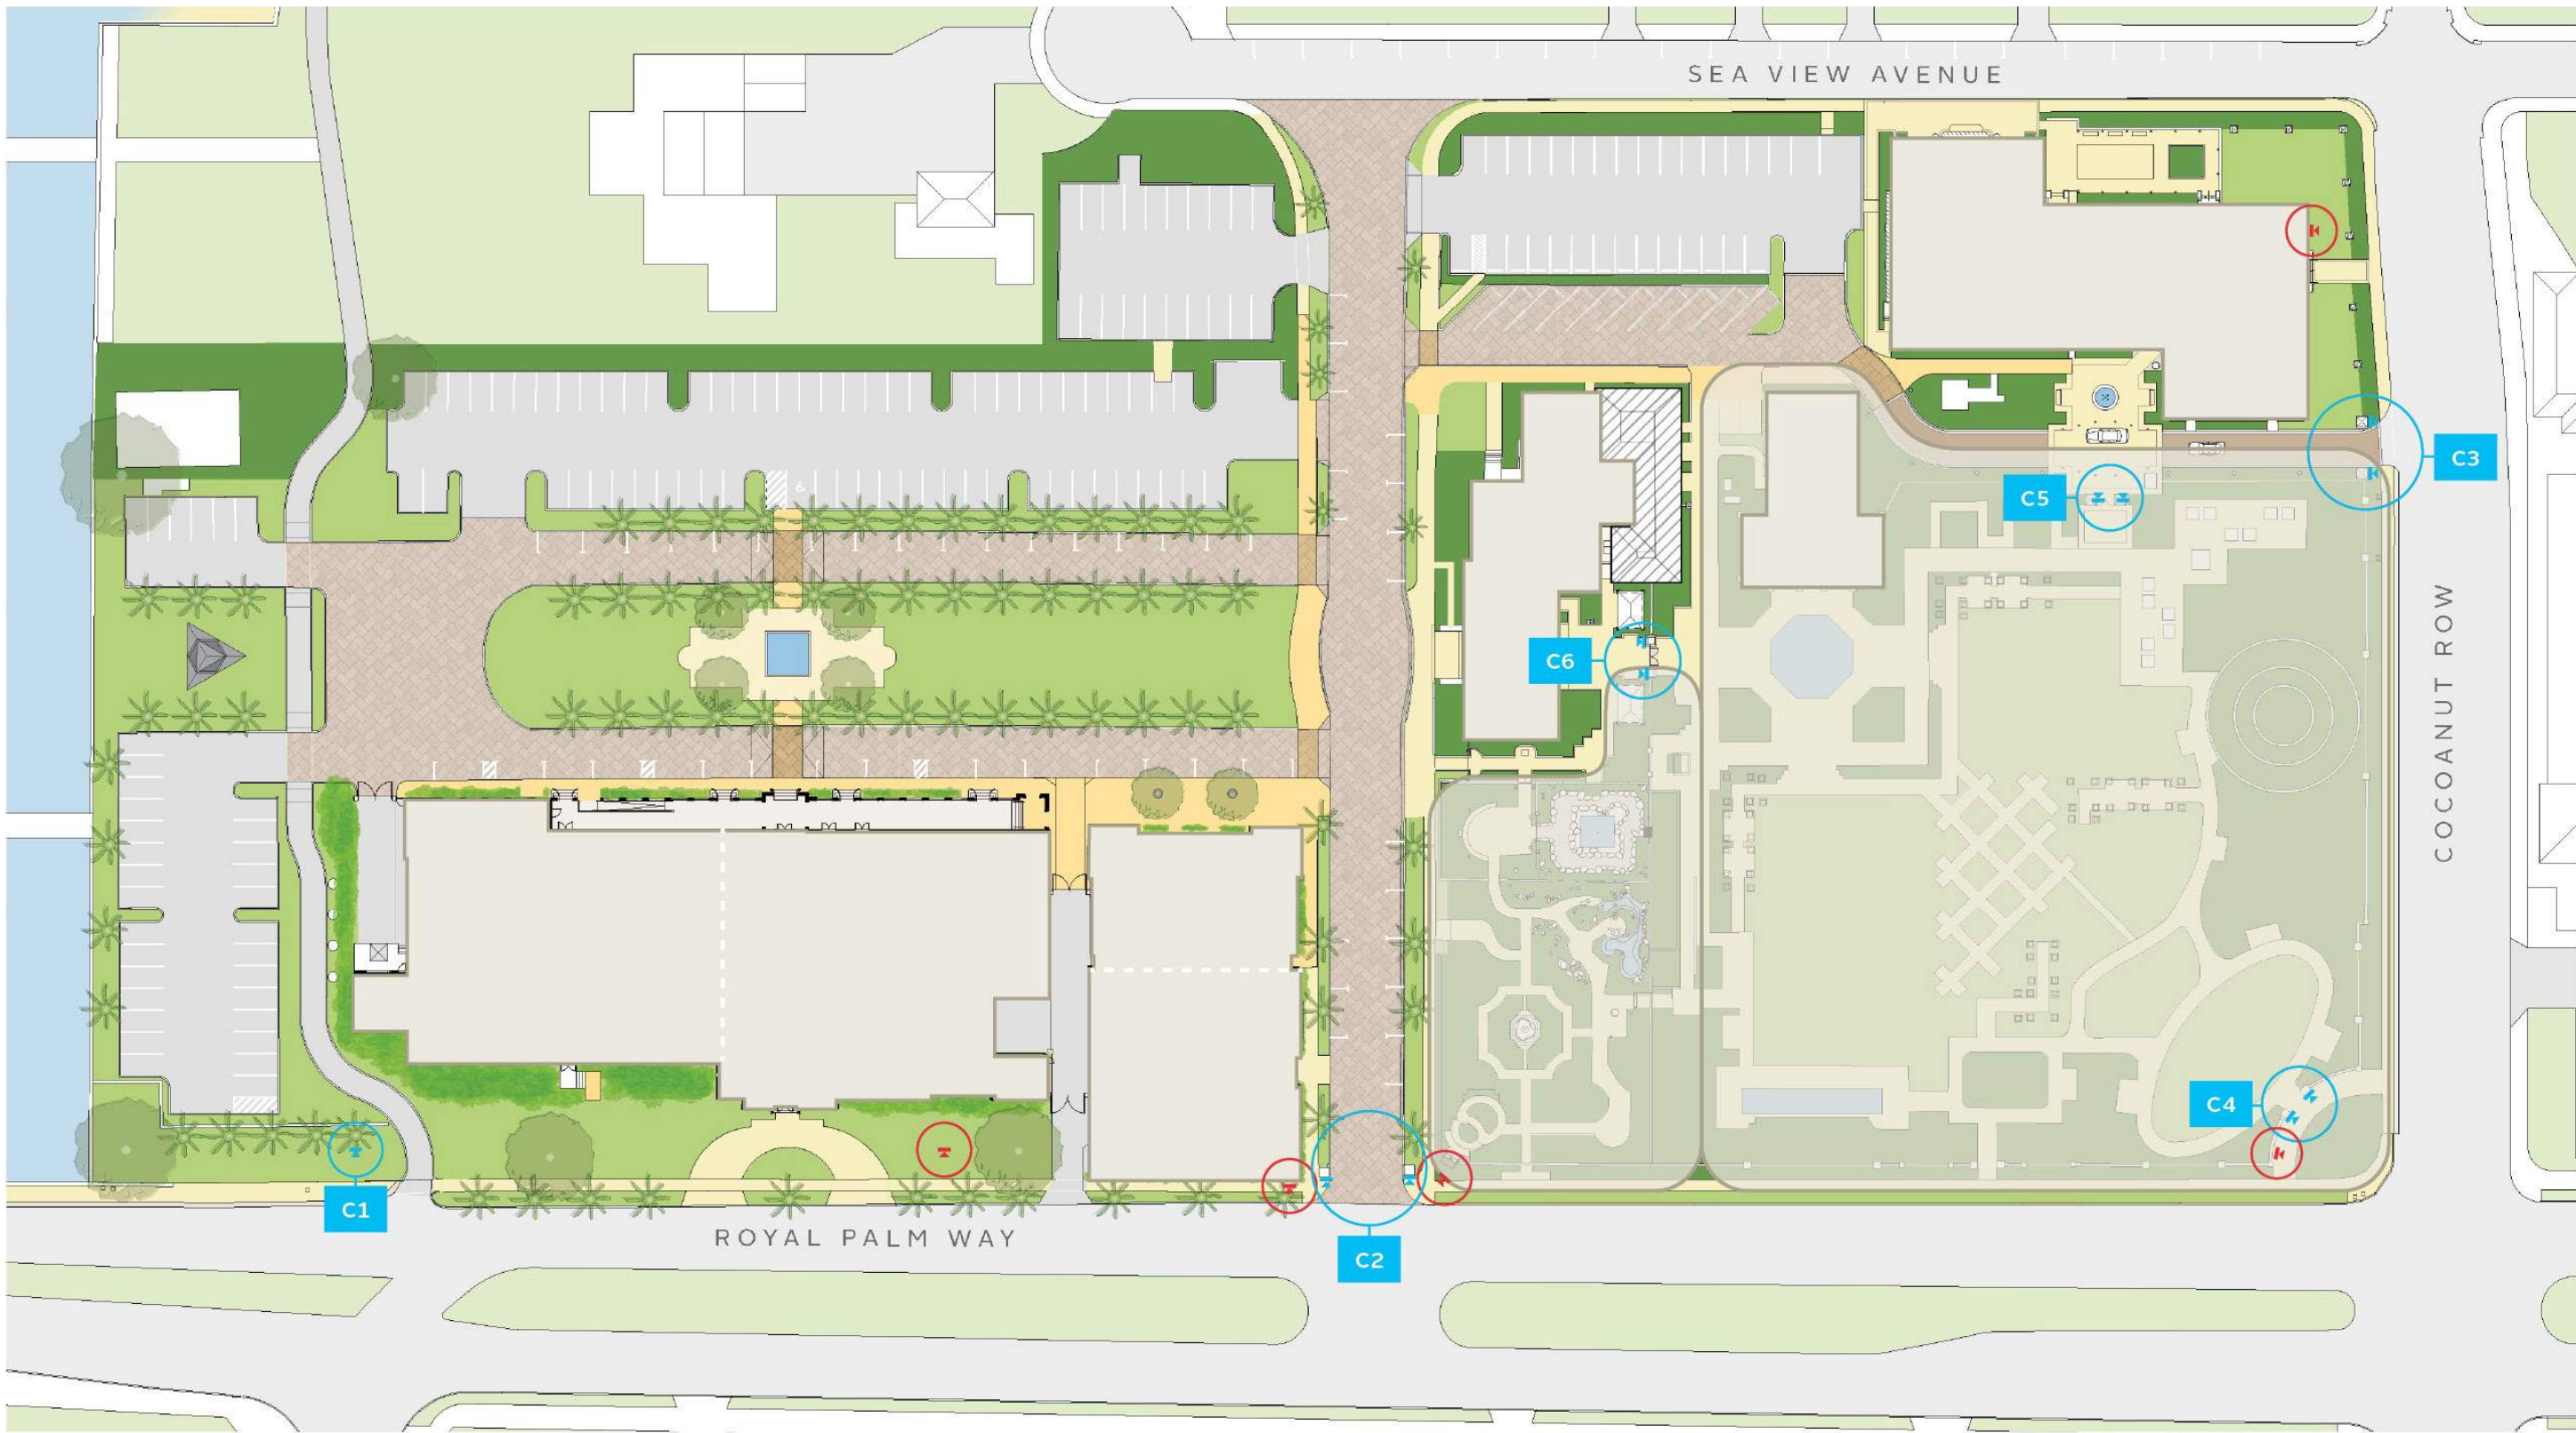 SEA VIEW AVENUE
C3
C5
COCOANUT ROW
C6
C4
C1
ROYAL PALM WAY
C2